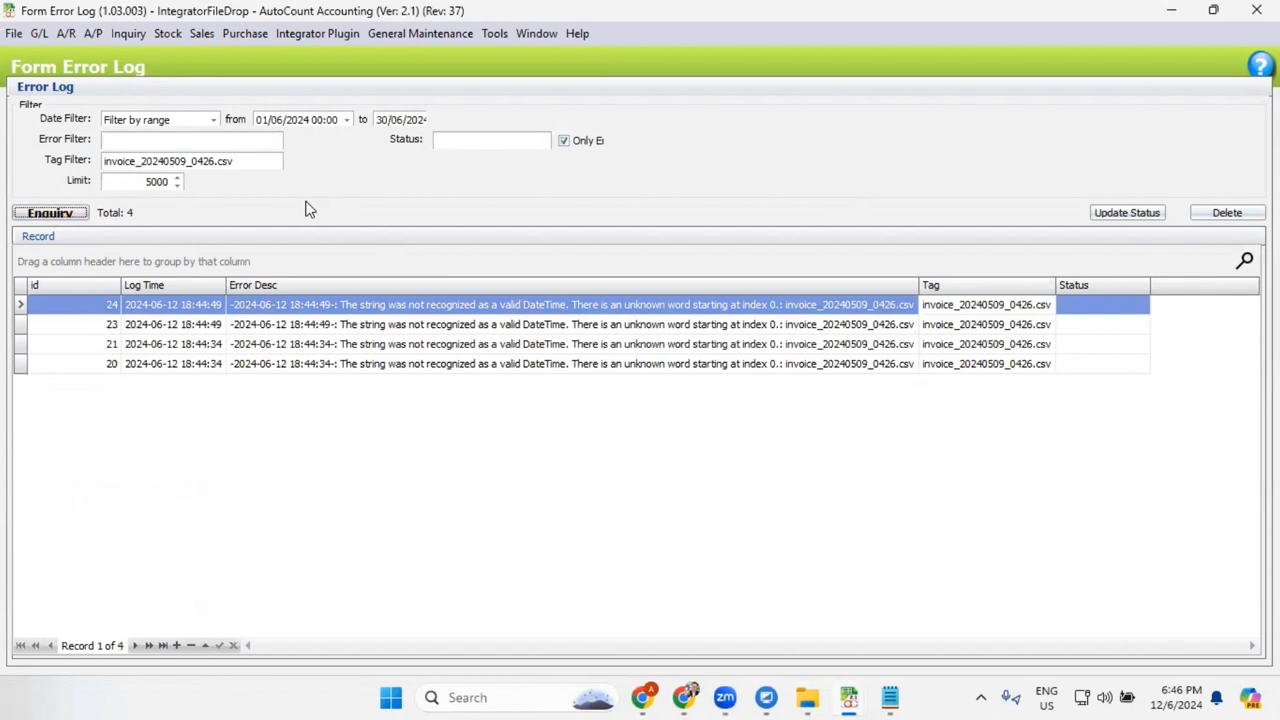 Form Error Log (1.03.003) - IntegratorFileDrop - AutoCount Accounting (Ver: 2.1) (Rev: 37)
File G/L A/R A/P Inquiry Stock Sales Purchase Integrator Plugin General Maintenance Tools Window Help
Form Error Log
Error Log
Filter
Date Filter: Filter by range from 01/06/2024 00:00 to 30/06/2024
Error Filter: Status: Only Er
Tag Filter: invoice_20240509_0426.csv
Limit: 5000
Enquiry Total: 4 Update Status Delete
Record
Drag a column header here to group by that column
id Log Time Error Desc Tag Status
24 2024-06-12 18:44:49 -2024-06-12 18:44:49-: The string was not recognized as a valid DateTime. There is an unknown word starting at index 0.: invoice_20240509_0426.csv invoice_20240509_0426.csv
23 2024-06-12 18:44:49 -2024-06-12 18:44:49-: The string was not recognized as a valid DateTime. There is an unknown word starting at index 0.: invoice_20240509_0426.csv invoice_20240509_0426.csv
21 2024-06-12 18:44:34 -2024-06-12 18:44:34-: The string was not recognized as a valid DateTime. There is an unknown word starting at index 0.: invoice_20240509_0426.csv invoice_20240509_0426.csv
20 2024-06-12 18:44:34 -2024-06-12 18:44:34-: The string was not recognized as a valid DateTime. There is an unknown word starting at index 0.: invoice_20240509_0426.csv invoice_20240509_0426.csv
Record 1 of 4
Search zm ENG 6:46 PM
US 12/6/2024 PRE